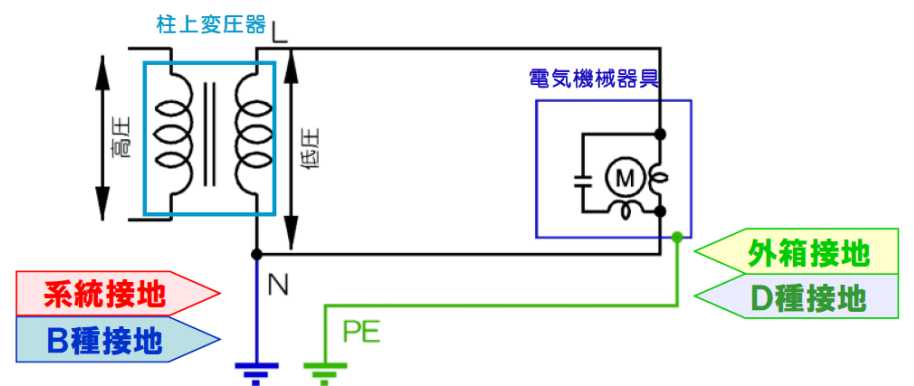 柱上変圧器
L
電気機械器具
高圧
低圧
M
外箱接地
D種接地
N
系統接地
B種接地
PE